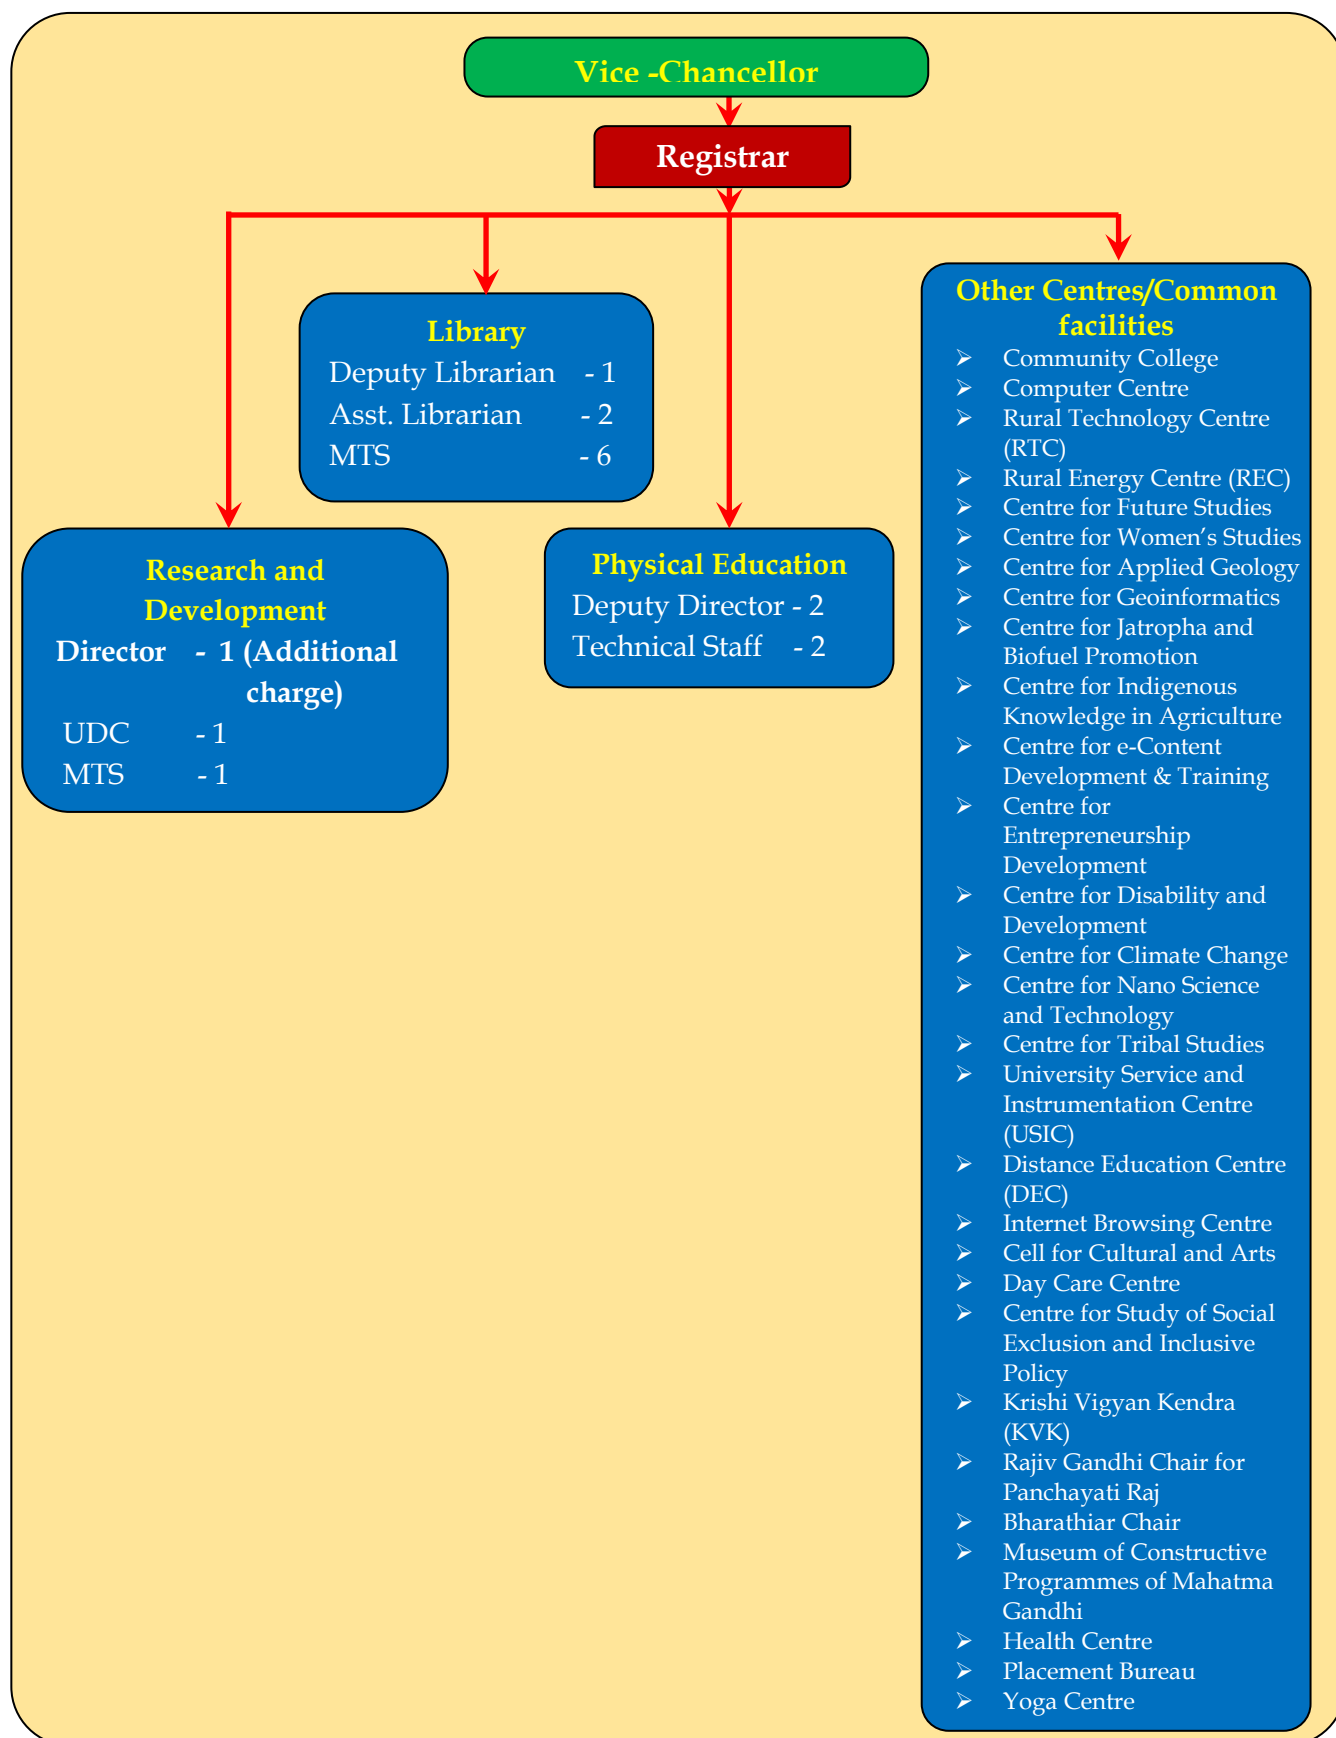 Vice -Chancellor
Registrar
Library
Deputy Librarian - 1
Asst. Librarian - 2
MTS - 6
Research and
Development
Director - 1 (Additional
charge)
UDC - 1
MTS - 1
Physical Education
Deputy Director - 2
Technical Staff - 2
Other Centres/Common
facilities
➢ Community College
➢ Computer Centre
➢ Rural Technology Centre
(RTC)
➢ Rural Energy Centre (REC)
➢ Centre for Future Studies
➢ Centre for Women’s Studies
➢ Centre for Applied Geology
➢ Centre for Geoinformatics
➢ Centre for Jatropha and
Biofuel Promotion
➢ Centre for Indigenous
Knowledge in Agriculture
➢ Centre for e-Content
Development & Training
➢ Centre for
Entrepreneurship
Development
➢ Centre for Disability and
Development
➢ Centre for Climate Change
➢ Centre for Nano Science
and Technology
➢ Centre for Tribal Studies
➢ University Service and
Instrumentation Centre
(USIC)
➢ Distance Education Centre
(DEC)
➢ Internet Browsing Centre
➢ Cell for Cultural and Arts
➢ Day Care Centre
➢ Centre for Study of Social
Exclusion and Inclusive
Policy
➢ Krishi Vigyan Kendra
(KVK)
➢ Rajiv Gandhi Chair for
Panchayati Raj
➢ Bharathiar Chair
➢ Museum of Constructive
Programmes of Mahatma
Gandhi
➢ Health Centre
➢ Placement Bureau
➢ Yoga Centre